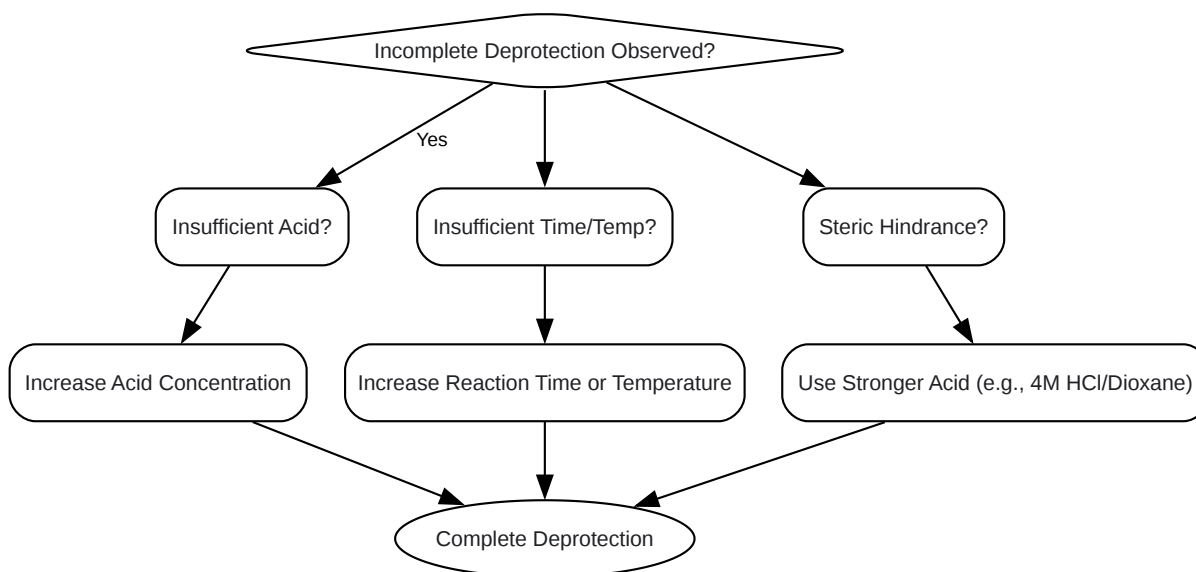 Incomplete Deprotection Observed?
Yes
Insufficient Acid?
Insufficient Time/Temp?
Steric Hindrance?
Increase Acid Concentration
Increase Reaction Time or Temperature
Use Stronger Acid (e.g., 4M HCl/Dioxane)
Complete Deprotection